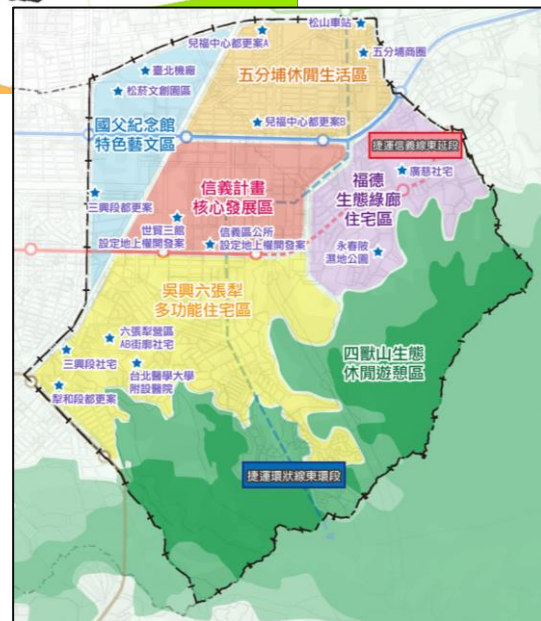 松山車站
兒福中心都更案A
五分埔商圈
臺北機廠
五分埔休閒生活區
松菸文創園區
國父紀念館
特色藝文區
兒福中心都更案B
捷運信義線東延段
信義計畫
核心發展區
福德
生態綠廊
住宅區
廣慈社宅
三興段都更案
世貿三館
設定地上權開發案
信義區公所
設定地上權開發案
永春陂
濕地公園
吳興六張犁
多功能住宅區
六張犁營區
AB街廓社宅
四獸山生態
休閒遊憩區
三興段社宅
台北醫學大學
附設醫院
犁和段都更案
捷運環狀線東環段